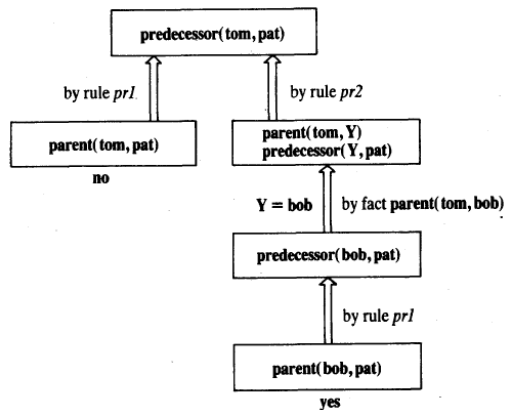 predecessor(tom, pat)
by rule pr1
by rule pr2
parent(tom, pat)
no
parent(tom, Y)
predecessor(Y, pat)
Y = bob
by fact parent(tom, bob)
predecessor(bob, pat)
by rule pr1
parent(bob, pat)
yes